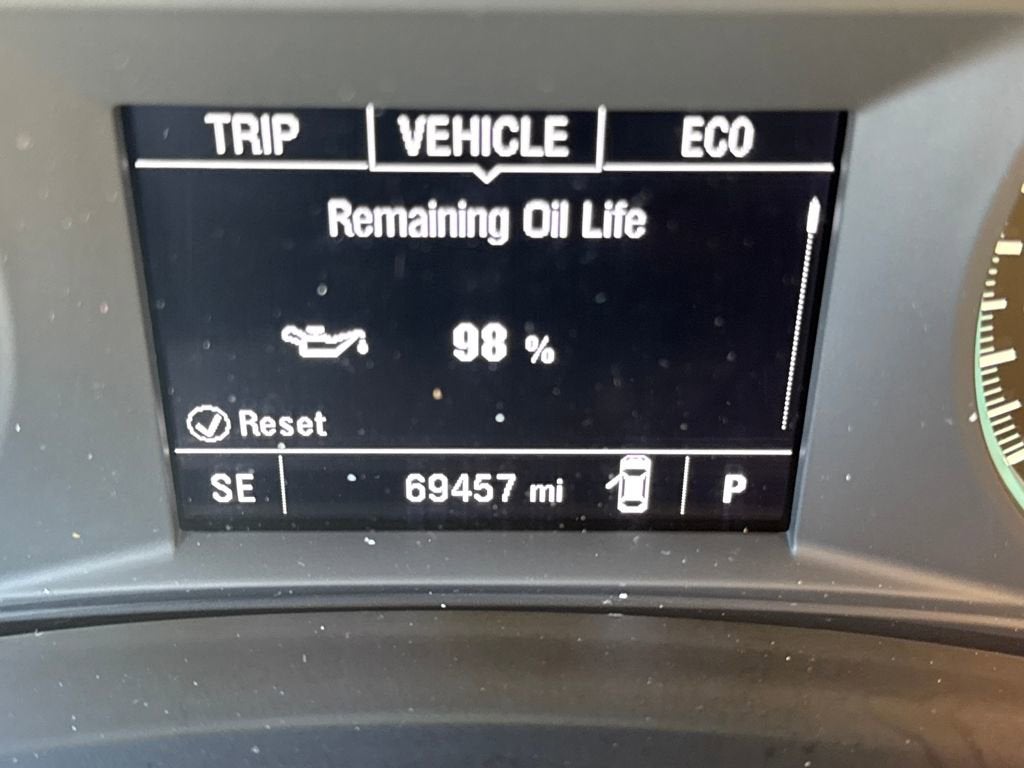 TRIP VEHICLE ECO
Remaining Oil Life
98 %
Reset
SE 69457 mi P